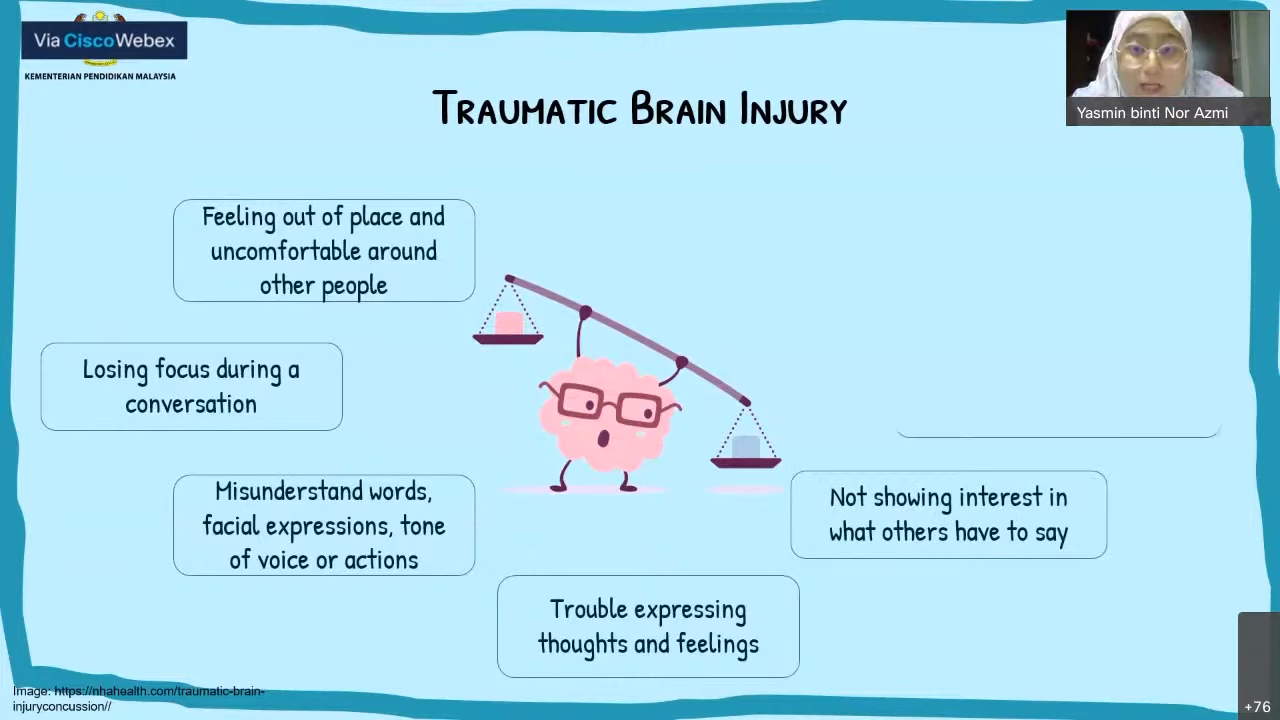 Via Cisco Webex
KEMENTERIAN PENDIDIKAN MALAYSIA
Yasmin binti Nor Azmi
TRAUMATIC BRAIN INJURY
Feeling out of place and
uncomfortable around
other people
Losing focus during a
conversation
Misunderstand words,
facial expressions, tone
of voice or actions
Trouble expressing
thoughts and feelings
Not showing interest in
what others have to say
Image: https://nhahealth.com/traumatic-brain-
injuryconcussion//
+76